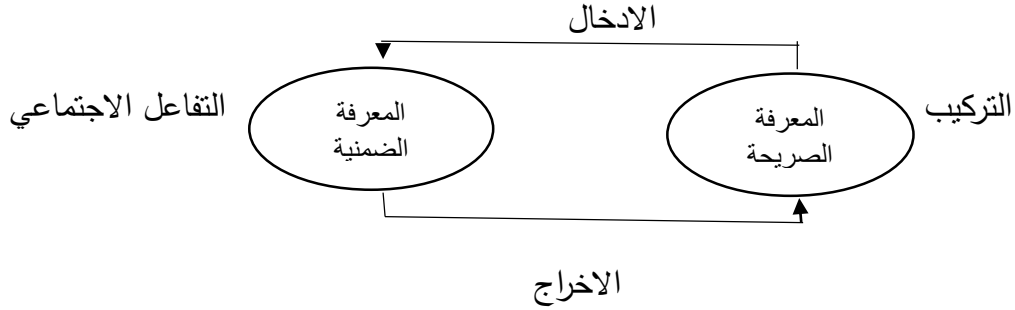 الادخال
التركيب
المعرفة
الصريحة
المعرفة
الضمنية
التفاعل الاجتماعي
الاخراج